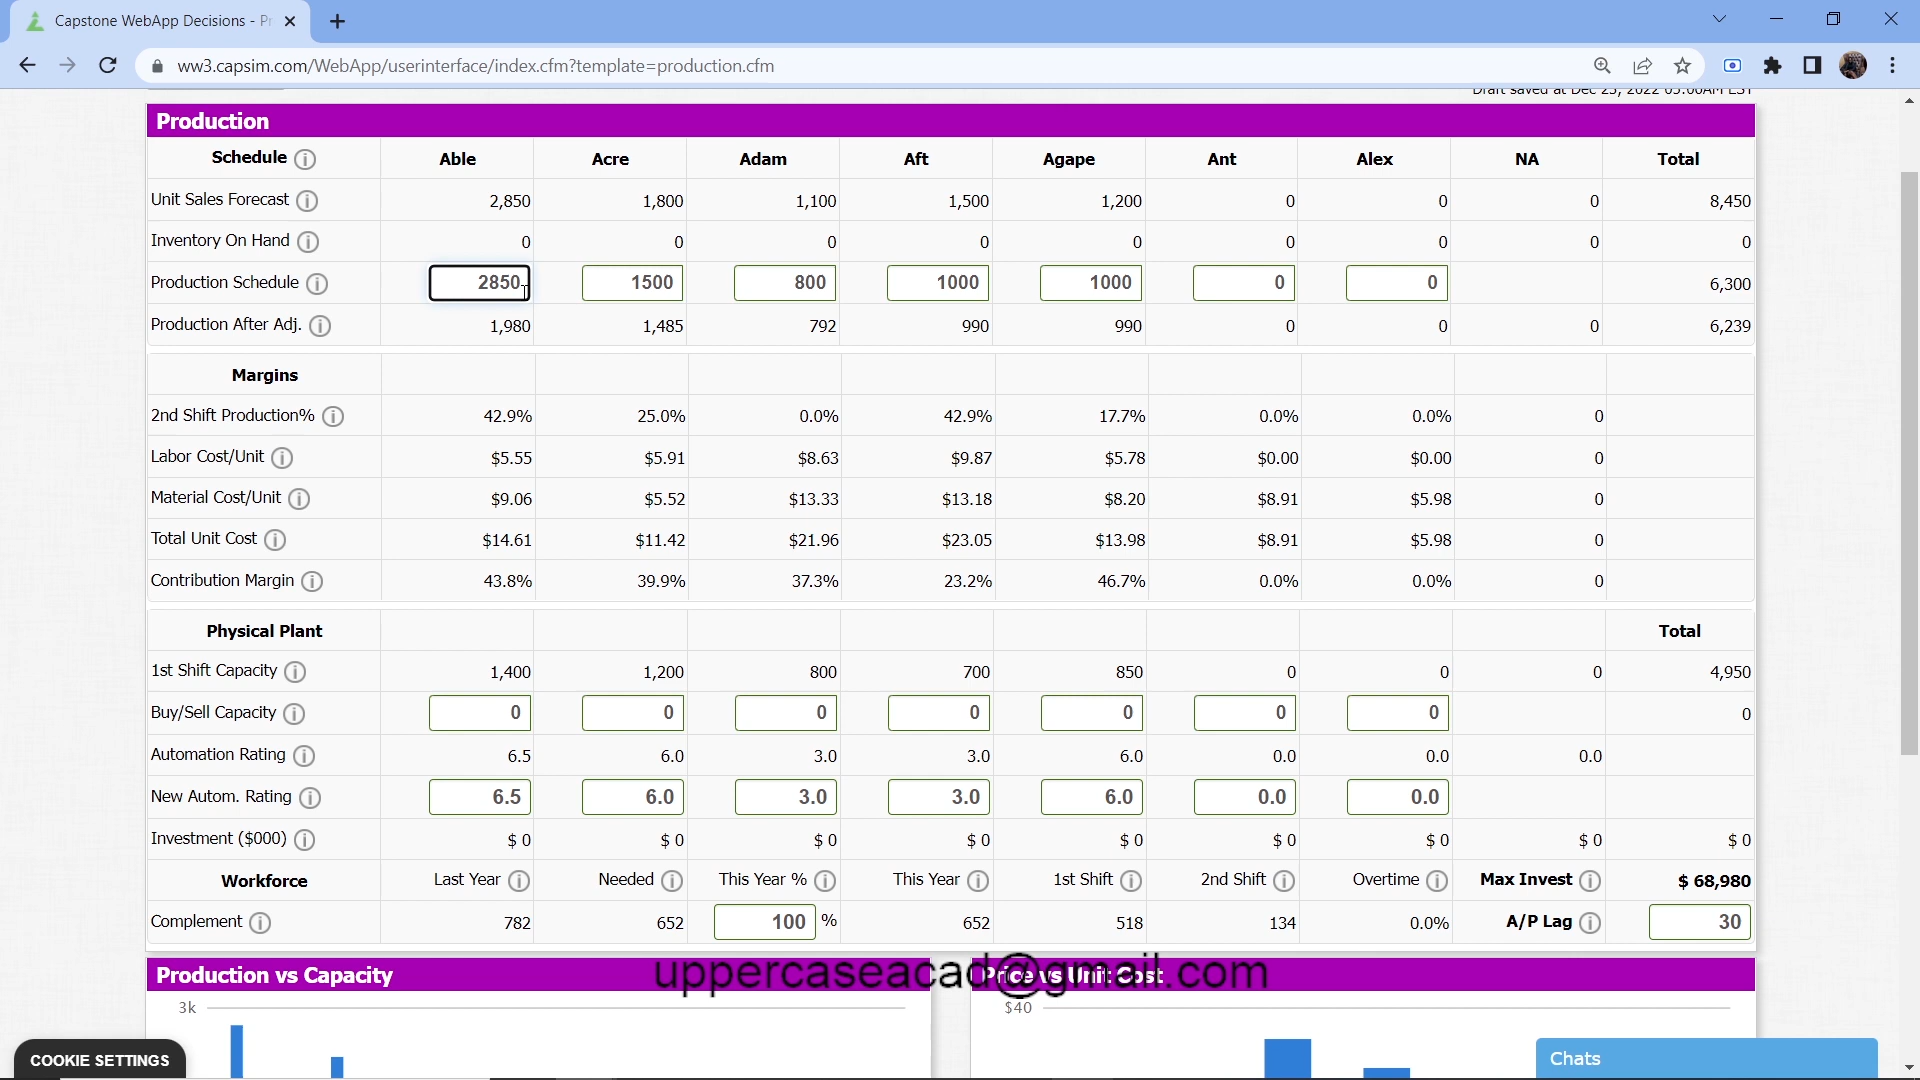 Capstone WebApp Decisions - Pr
ww3.capsim.com/WebApp/userinterface/index.cfm?template=production.cfm
Draft saved at Dec 25, 2022 05:00AM EST
Production
Schedule Able Acre Adam Aft Agape Ant Alex NA Total
Unit Sales Forecast 2,850 1,800 1,100 1,500 1,200 0 0 0 8,450
Inventory On Hand 0 0 0 0 0 0 0 0 0
Production Schedule 2850 1500 800 1000 1000 0 0 6,300
Production After Adj. 1,980 1,485 792 990 990 0 0 0 6,239
Margins
2nd Shift Production% 42.9% 25.0% 0.0% 42.9% 17.7% 0.0% 0.0% 0
Labor Cost/Unit $5.55 $5.91 $8.63 $9.87 $5.78 $0.00 $0.00 0
Material Cost/Unit $9.06 $5.52 $13.33 $13.18 $8.20 $8.91 $5.98 0
Total Unit Cost $14.61 $11.42 $21.96 $23.05 $13.98 $8.91 $5.98 0
Contribution Margin 43.8% 39.9% 37.3% 23.2% 46.7% 0.0% 0.0% 0
Physical Plant Total
1st Shift Capacity 1,400 1,200 800 700 850 0 0 0 4,950
Buy/Sell Capacity 0 0 0 0 0 0 0 0
Automation Rating 6.5 6.0 3.0 3.0 6.0 0.0 0.0 0.0
New Autom. Rating 6.5 6.0 3.0 3.0 6.0 0.0 0.0
Investment ($000) $ 0 $ 0 $ 0 $ 0 $ 0 $ 0 $ 0 $ 0 $ 0
Workforce Last Year Needed This Year % This Year 1st Shift 2nd Shift Overtime Max Invest $ 68,980
Complement 782 652 100 % 652 518 134 0.0% A/P Lag 30
Production vs Capacity Price vs Unit Cost
uppercaseacad@gmail.com
3k $40
COOKIE SETTINGS Chats